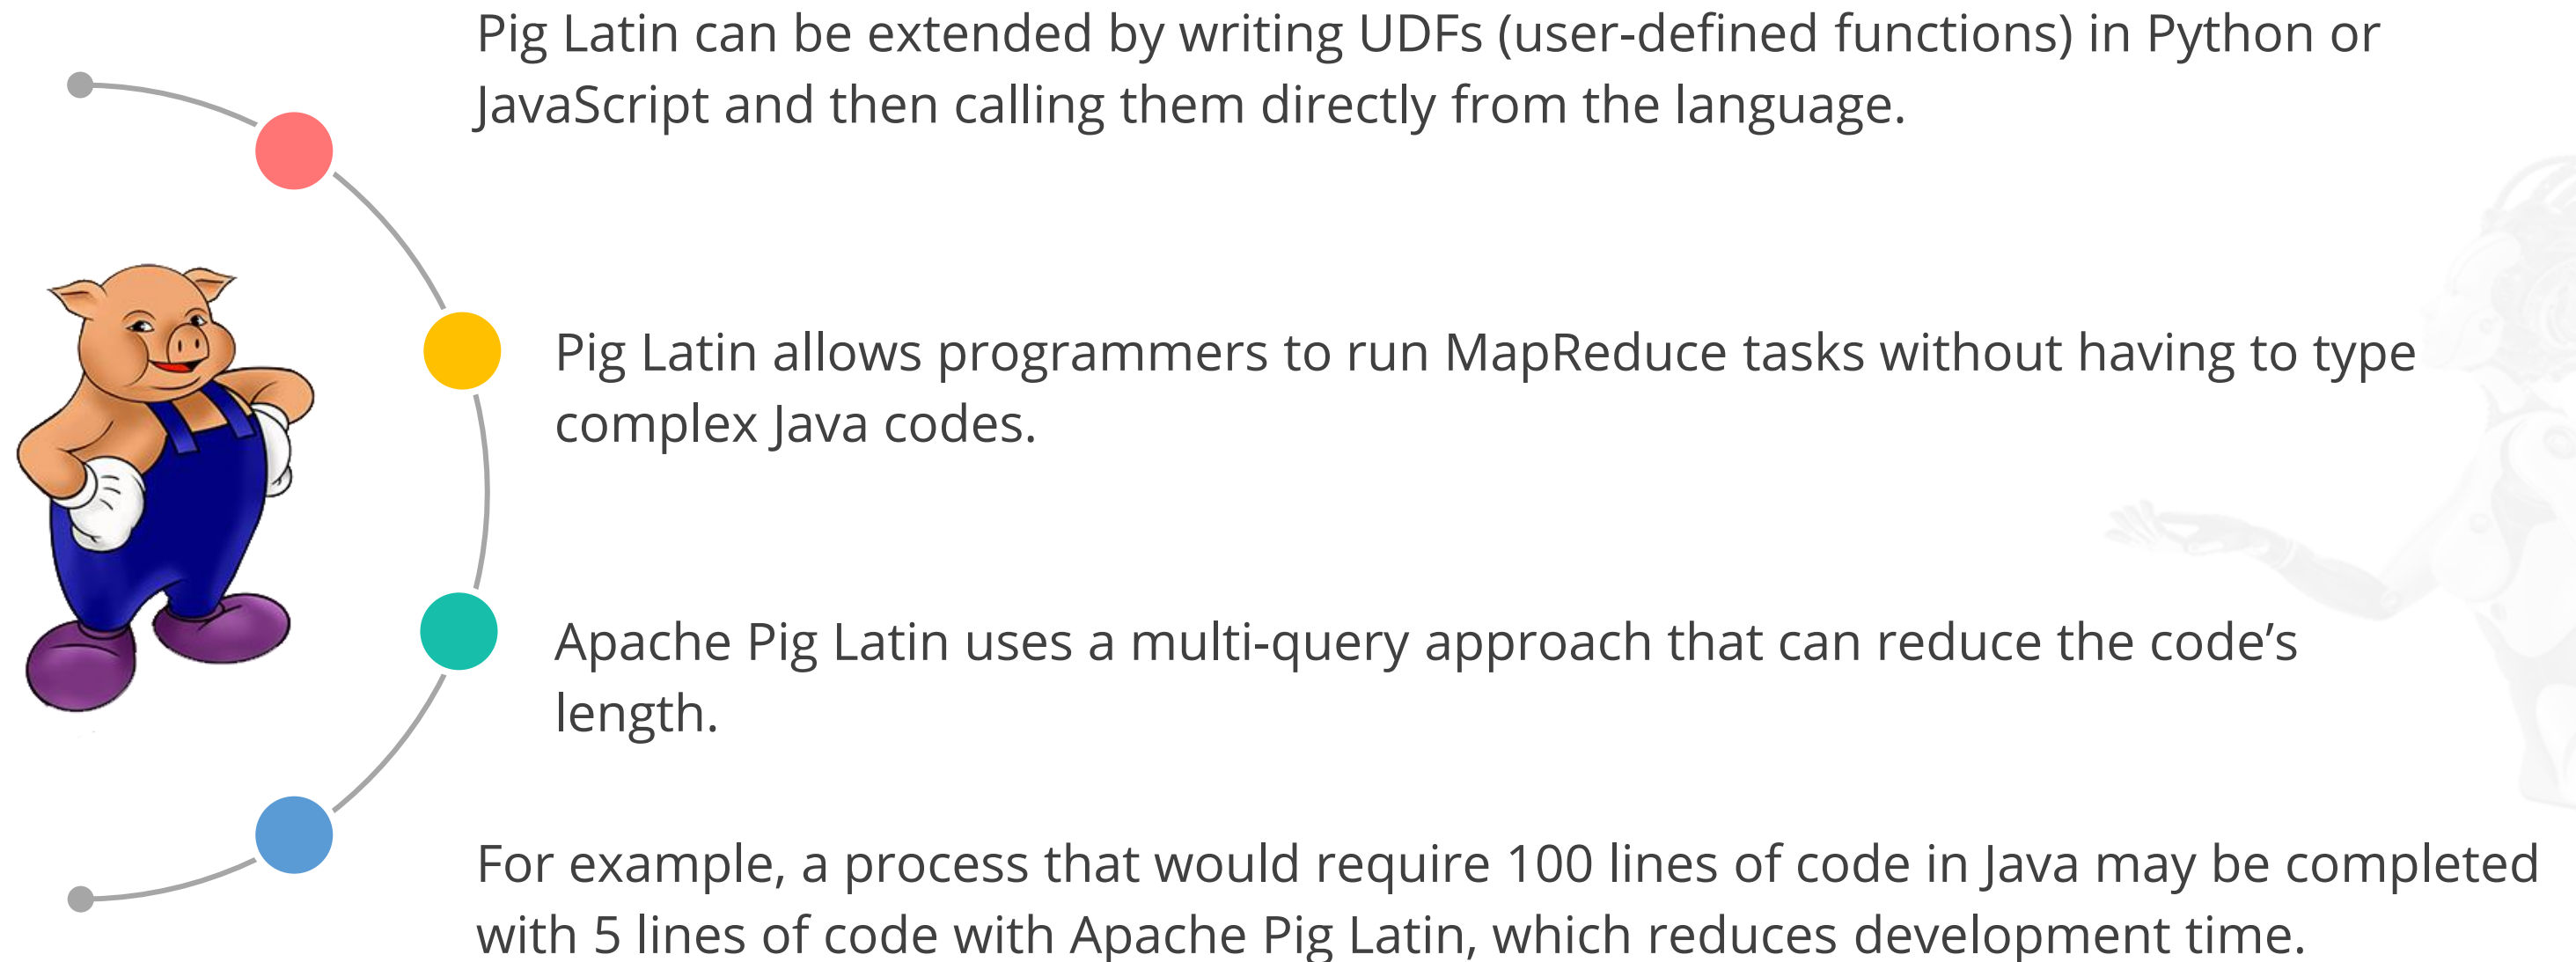 Pig Latin can be extended by writing UDFs (user-defined functions) in Python or
JavaScript and then calling them directly from the language.
Pig Latin allows programmers to run MapReduce tasks without having to type
complex Java codes.
Apache Pig Latin uses a multi-query approach that can reduce the code’s
length.
For example, a process that would require 100 lines of code in Java may be completed
with 5 lines of code with Apache Pig Latin, which reduces development time.